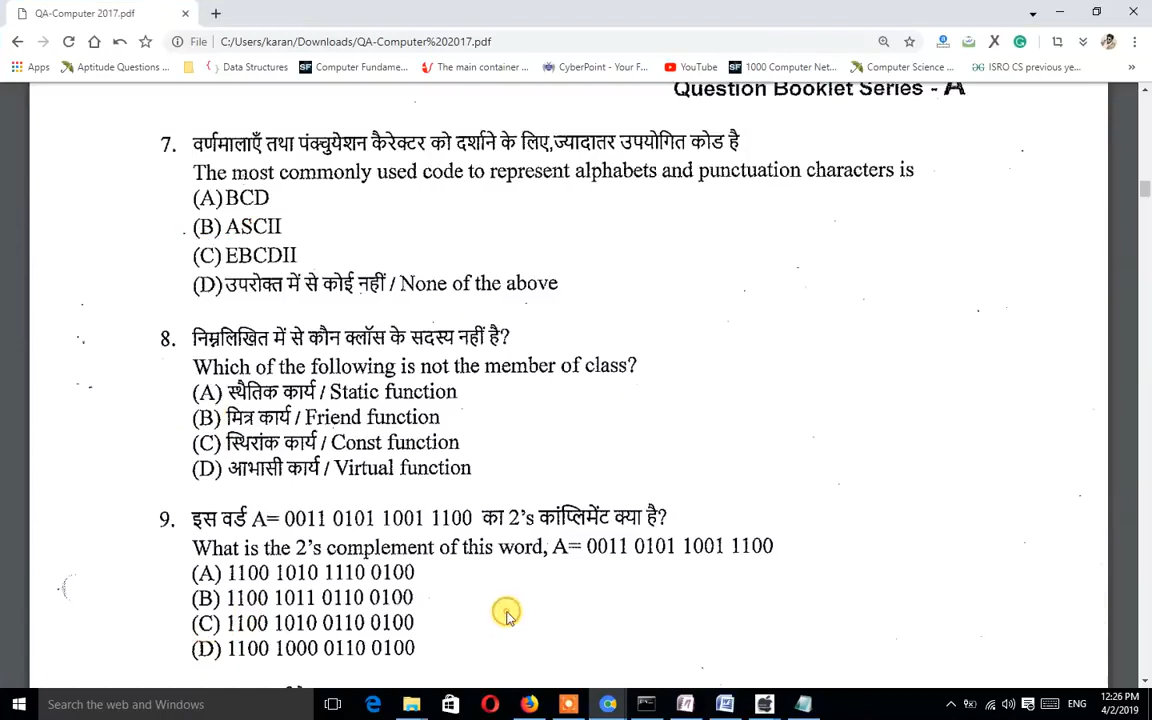 QA-Computer 2017.pdf
File C:/Users/karan/Downloads/QA-Computer%202017.pdf
Apps Aptitude Questions ... Data Structures SF Computer Fundame... The main container ... CyberPoint - Your F... YouTube SF 1000 Computer Net... Computer Science ... ISRO CS previous ye...
Question Booklet Series - A
7. वर्णमालाएँ तथा पंक्चुयेशन कैरेक्टर को दर्शाने के लिए,ज्यादातर उपयोगित कोड है
The most commonly used code to represent alphabets and punctuation characters is
(A) BCD
(B) ASCII
(C) EBCDII
(D) उपरोक्त में से कोई नहीं / None of the above
8. निम्नलिखित में से कौन क्लॉस के सदस्य नहीं है?
Which of the following is not the member of class?
(A) स्थैतिक कार्य / Static function
(B) मित्र कार्य / Friend function
(C) स्थिरांक कार्य / Const function
(D) आभासी कार्य / Virtual function
9. इस वर्ड A= 0011 0101 1001 1100 का 2's कांप्लिमेंट क्या है?
What is the 2's complement of this word, A= 0011 0101 1001 1100
(A) 1100 1010 1110 0100
(B) 1100 1011 0110 0100
(C) 1100 1010 0110 0100
(D) 1100 1000 0110 0100
Search the web and Windows
ENG
12:26 PM
4/2/2019